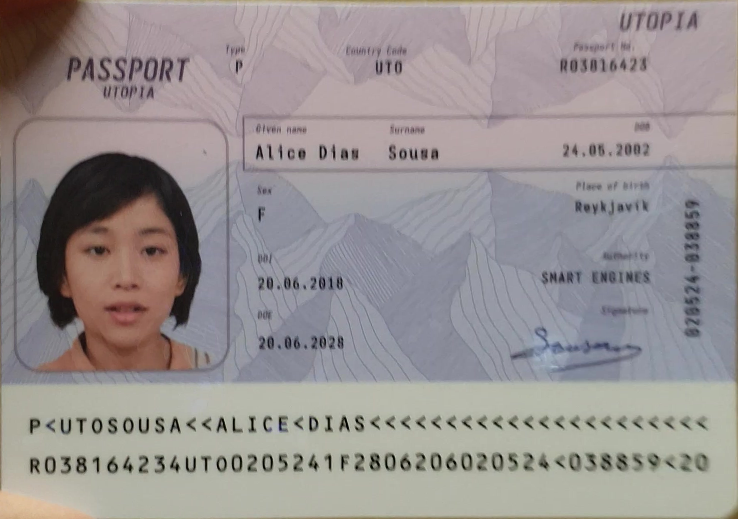 UTOPIA
PASSPORT
UTOPIA
Type
P
Country Code
UTO
Passport No.
R03816423
Given name
Alice Dias
Surname
Sousa
DOB
24.05.2002
Sex
F
Place of birth
Reykjavik
DOI
20.06.2018
Authority
SMART ENGINES
DOE
20.06.2028
Signature
Sousa
020524-038859
P<UTOSOUSA<<ALICE<DIAS<<<<<<<<<<<<<<<<<<<<<<
R038164234UTO0205241F2806206020524<038859<20